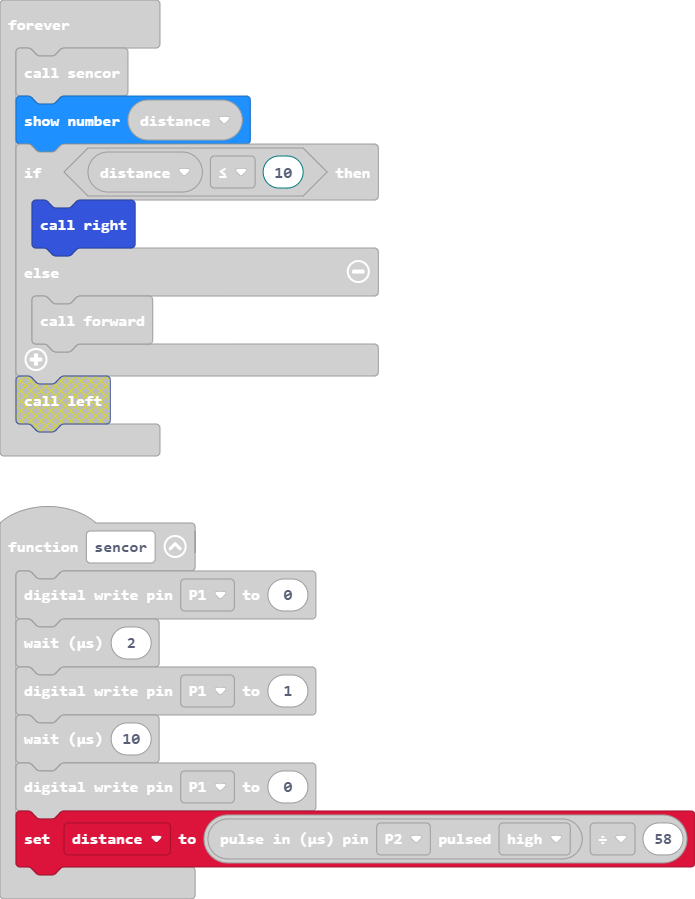 forever
call sencor
show number distance
if distance ≤ 10 then
call right
else
call forward
call left
function sencor
digital write pin P1 to 0
wait (µs) 2
digital write pin P1 to 1
wait (µs) 10
digital write pin P1 to 0
set distance to pulse in (µs) pin P2 pulsed high ÷ 58